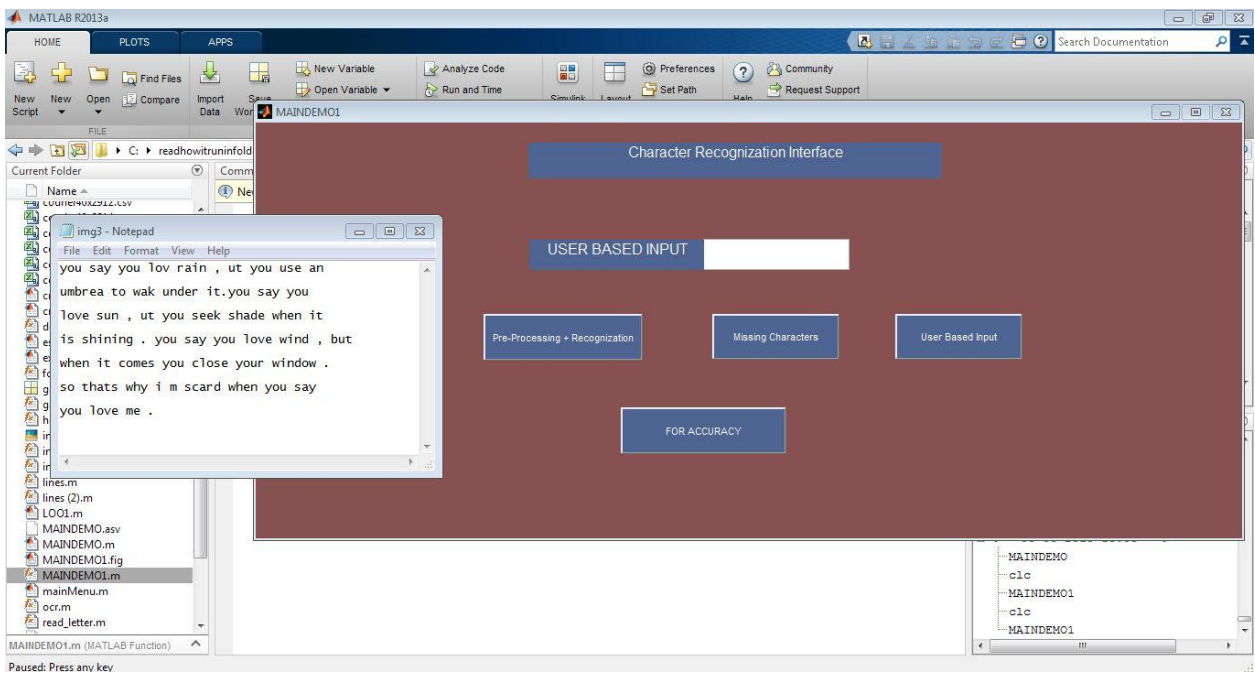 MATLAB R2013a
HOME PLOTS APPS
Search Documentation
New Script
New
Open
Find Files
Compare
Import Data
New Variable
Open Variable
Analyze Code
Run and Time
Preferences
Set Path
Community
Request Support
FILE
C: readhowitruninfold
Current Folder
Name
MAINDEMO1
Character Recognization Interface
USER BASED INPUT
Pre-Processing + Recognization
Missing Characters
User Based Input
FOR ACCURACY
img3 - Notepad
File Edit Format View Help
you say you lov rain , ut you use an
umbrea to wak under it.you say you
love sun , ut you seek shade when it
is shining . you say you love wind , but
when it comes you close your window .
so thats why i m scard when you say
you love me .
lines.m
lines (2).m
LOO1.m
MAINDEMO.asv
MAINDEMO.m
MAINDEMO1.fig
MAINDEMO1.m
mainMenu.m
ocr.m
read_letter.m
MAINDEMO1.m (MATLAB Function)
MAINDEMO
clc
MAINDEMO1
clc
MAINDEMO1
Paused: Press any key